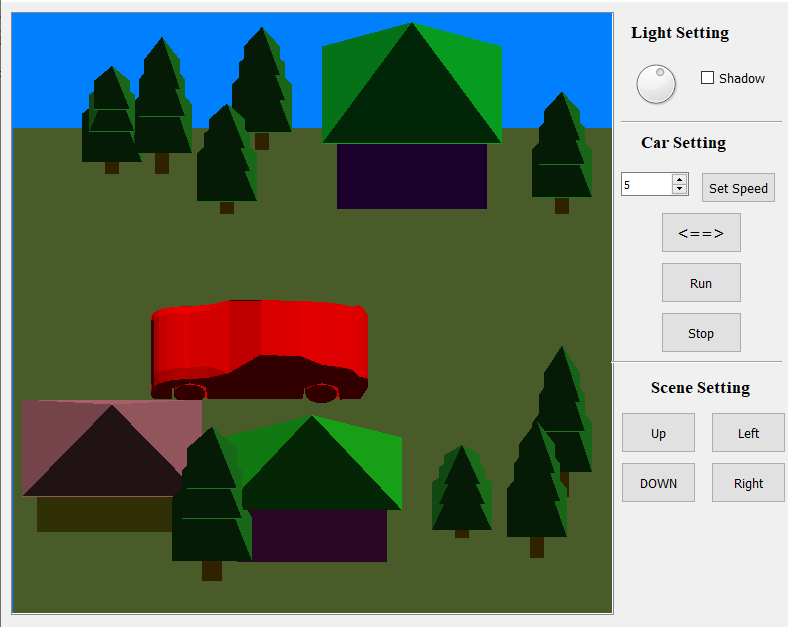 Light Setting
Shadow
Car Setting
5
Set Speed
<==>
Run
Stop
Scene Setting
Up
Left
DOWN
Right